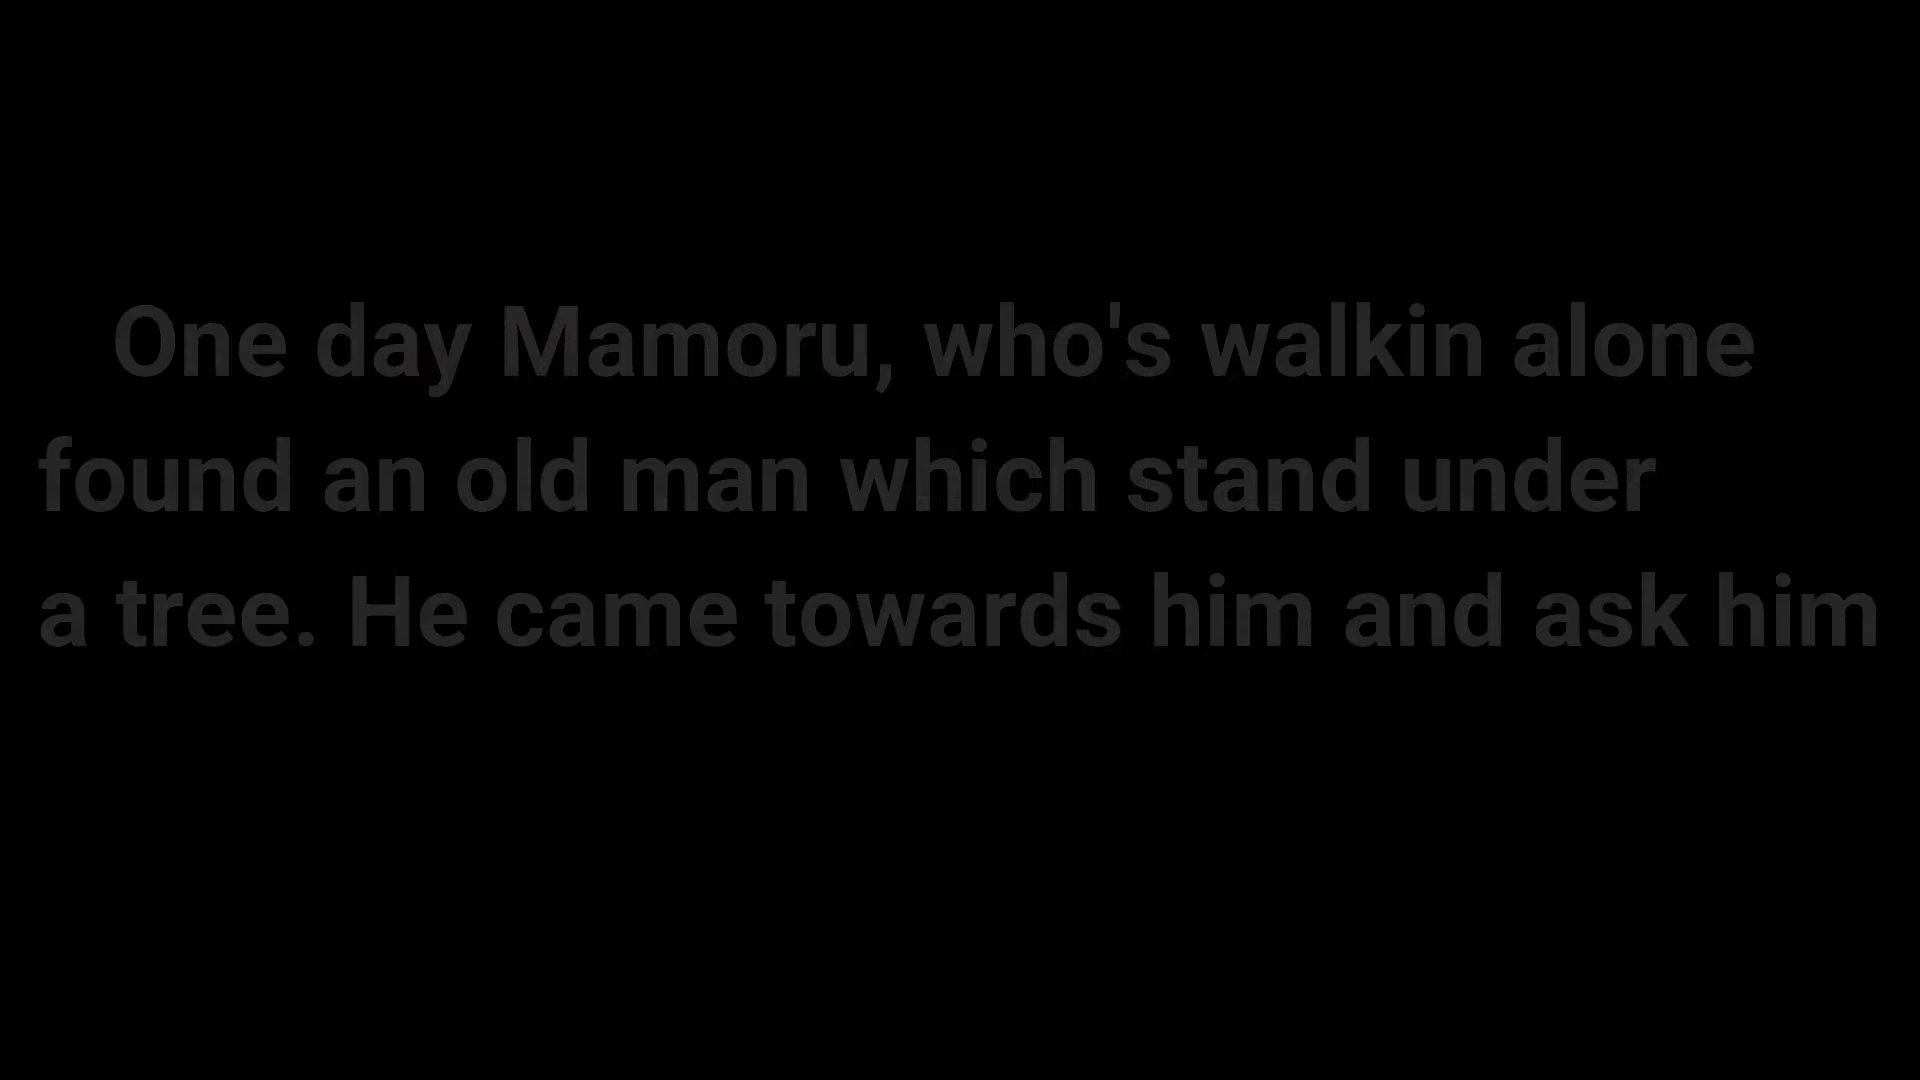 One day Mamoru, who's walkin alone
found an old man which stand under
a tree. He came towards him and ask him